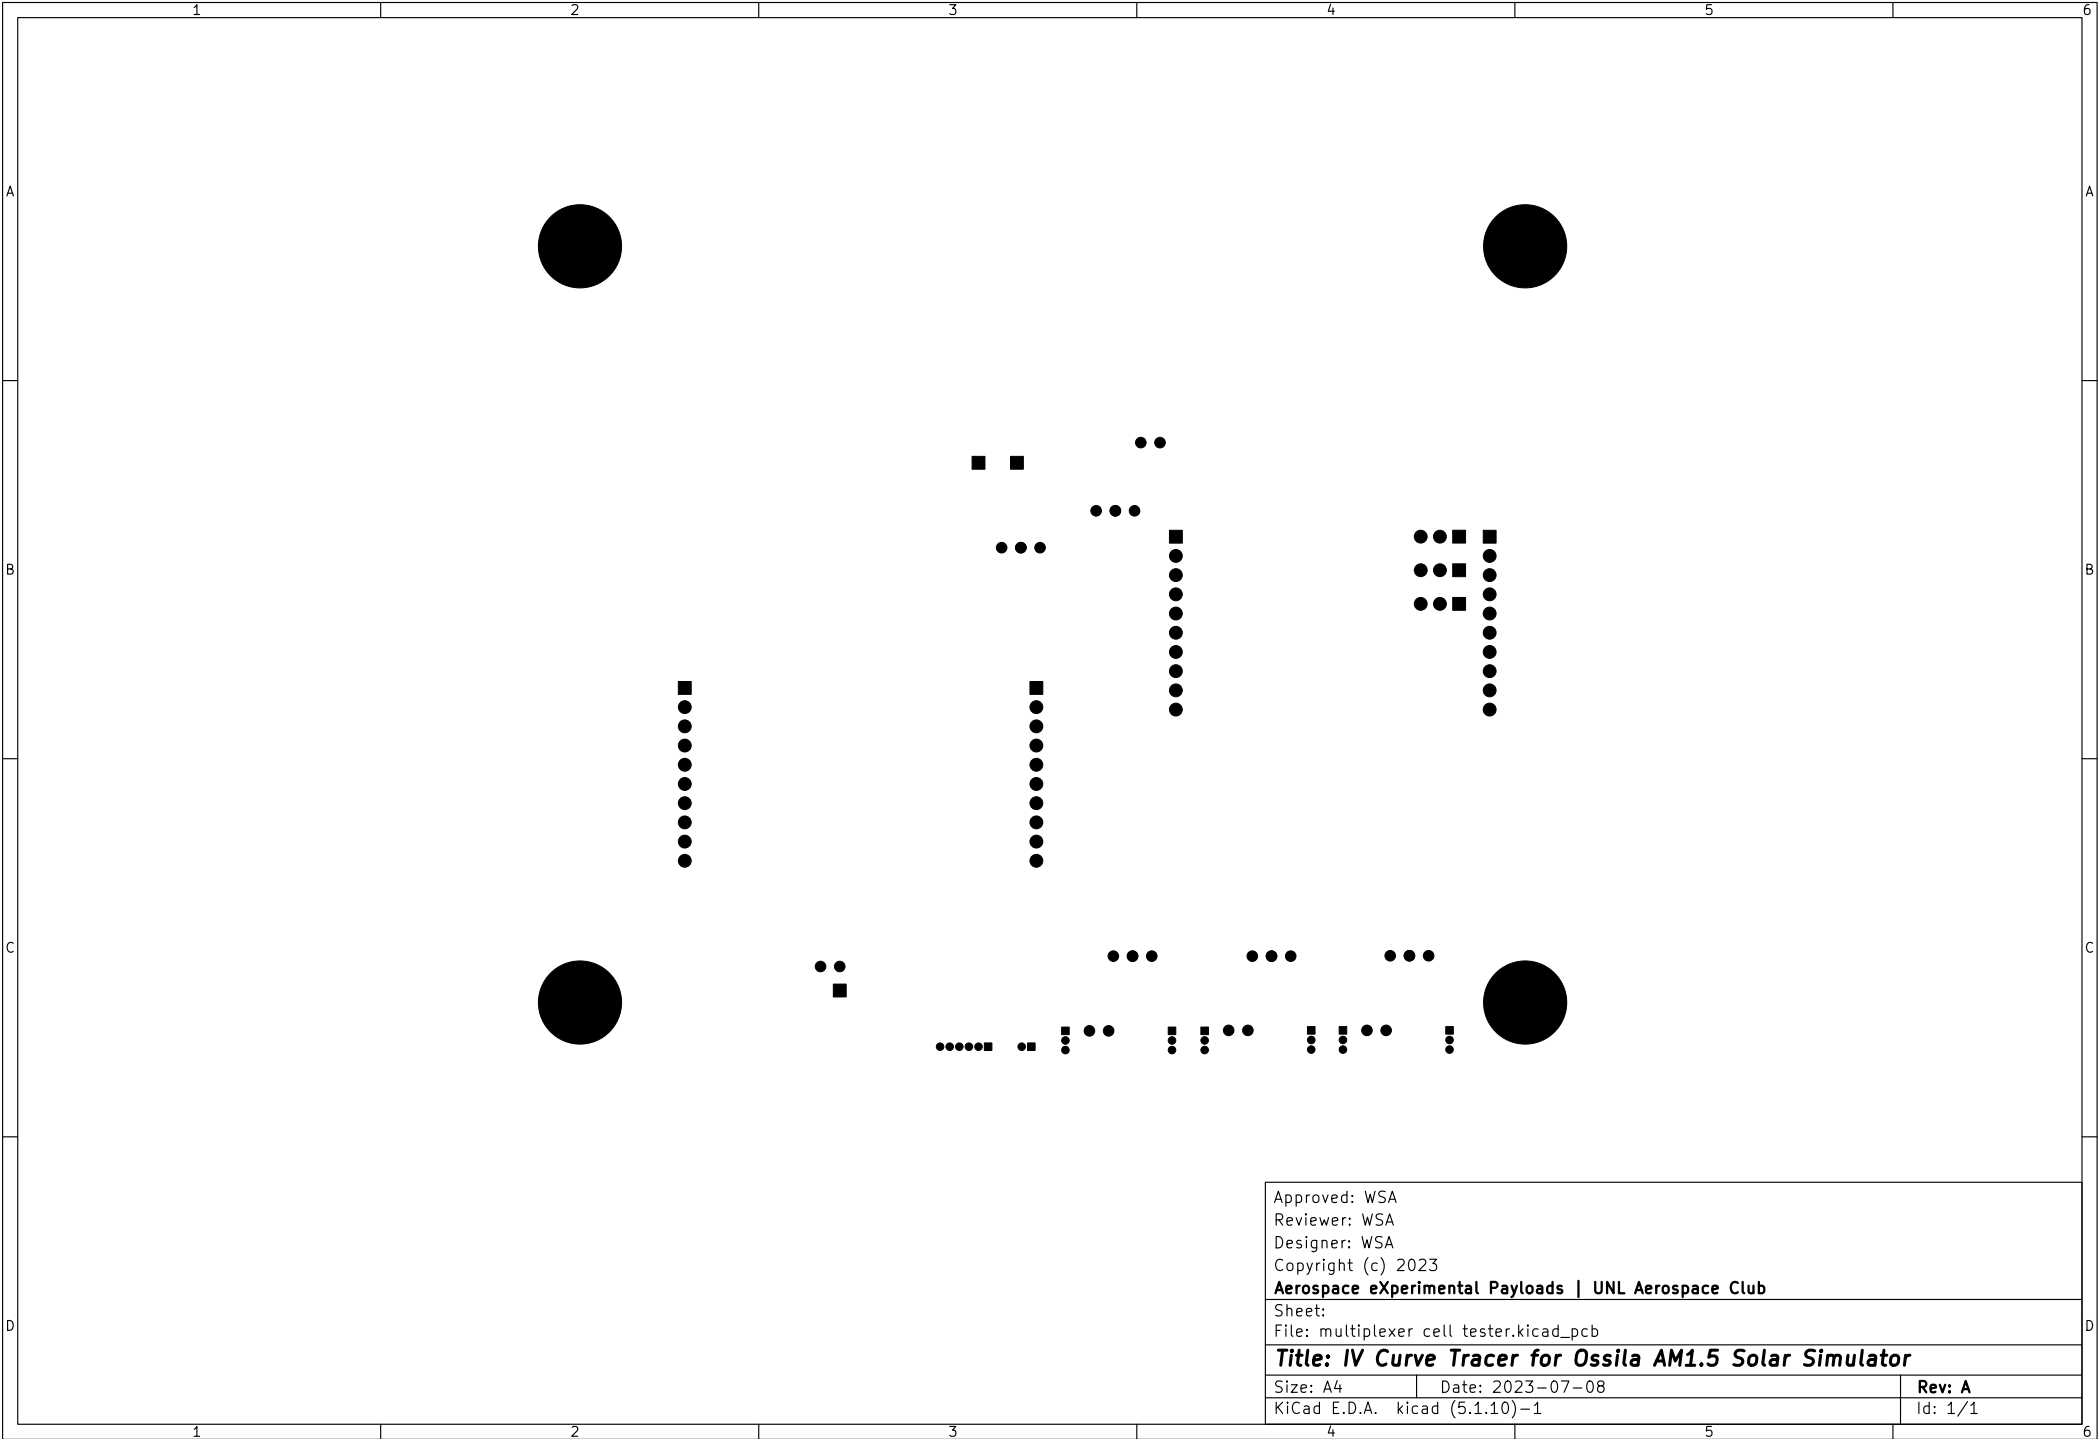 1 2 3 4 5 6
A A
B B
C C
Approved: WSA
Reviewer: WSA
Designer: WSA
Copyright (c) 2023
Aerospace eXperimental Payloads | UNL Aerospace Club
Sheet:
D D
File: multiplexer cell tester.kicad_pcb
Title: IV Curve Tracer for Ossila AM1.5 Solar Simulator
Size: A4 Date: 2023-07-08 Rev: A
KiCad E.D.A. kicad (5.1.10)-1 Id: 1/1
1 2 3 4 5 6